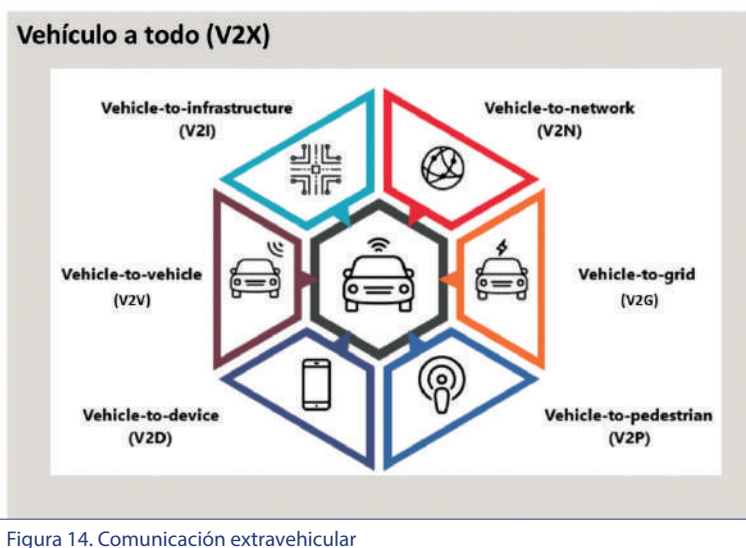 Vehículo a todo (V2X)
Vehicle-to-infrastructure
(V2I)
Vehicle-to-network
(V2N)
Vehicle-to-vehicle
(V2V)
Vehicle-to-grid
(V2G)
Vehicle-to-device
(V2D)
Vehicle-to-pedestrian
(V2P)
Figura 14. Comunicación extravehicular